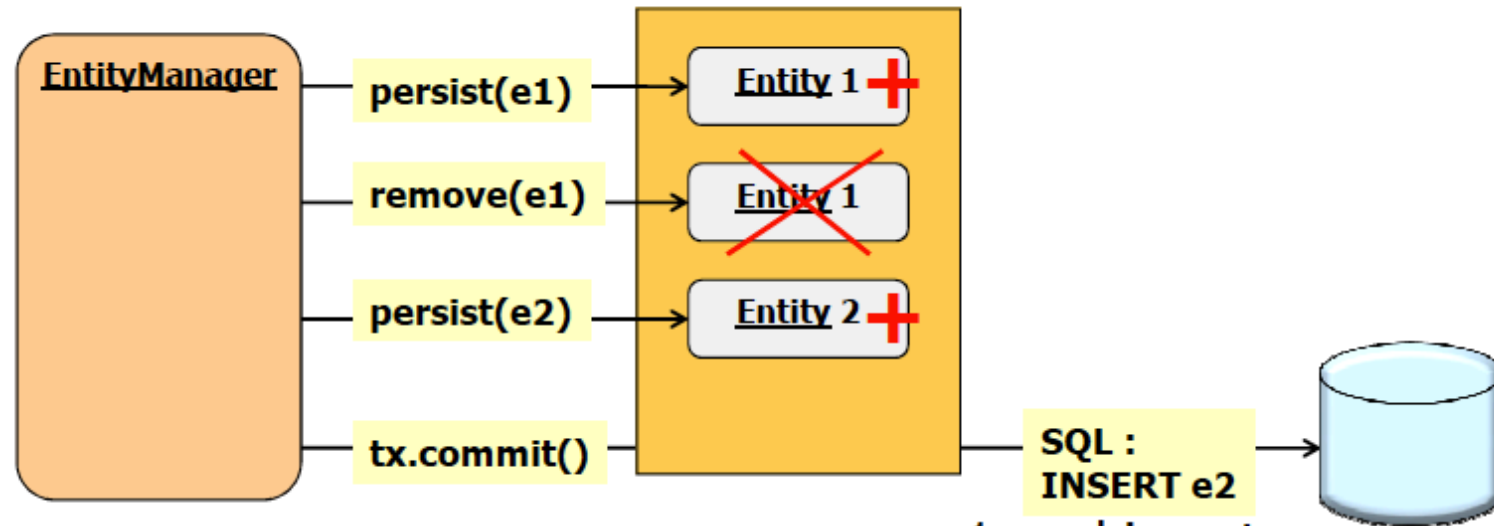 EntityManager
persist(e1)
Entity 1
remove(e1)
Entity 1
persist(e2)
Entity 2
tx.commit()
SQL :
INSERT e2